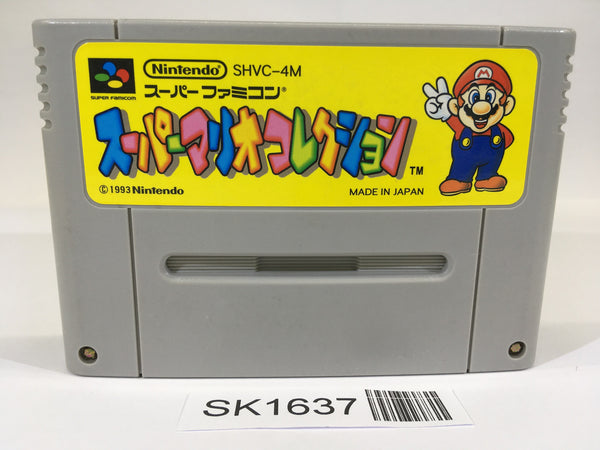 Nintendo SHVC-4M
SUPER FAMICOM
スーパーファミコン®
スーパーマリオコレクション TM
©1993 Nintendo
MADE IN JAPAN
M
SK1637